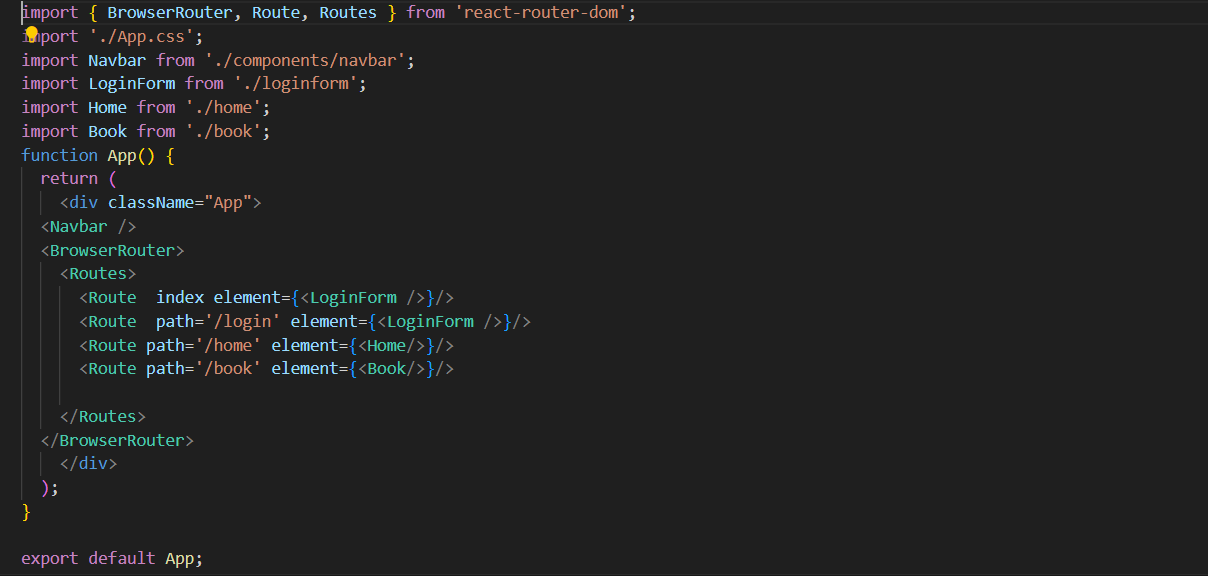 import { BrowserRouter, Route, Routes } from 'react-router-dom';
import './App.css';
import Navbar from './components/navbar';
import LoginForm from './loginform';
import Home from './home';
import Book from './book';
function App() {
  return (
    <div className="App">
  <Navbar />
  <BrowserRouter>
    <Routes>
      <Route  index element={<LoginForm />}/>
      <Route  path='/login' element={<LoginForm />}/>
      <Route path='/home' element={<Home/>}/>
      <Route path='/book' element={<Book/>}/>

    </Routes>
  </BrowserRouter>
    </div>
  );
}

export default App;